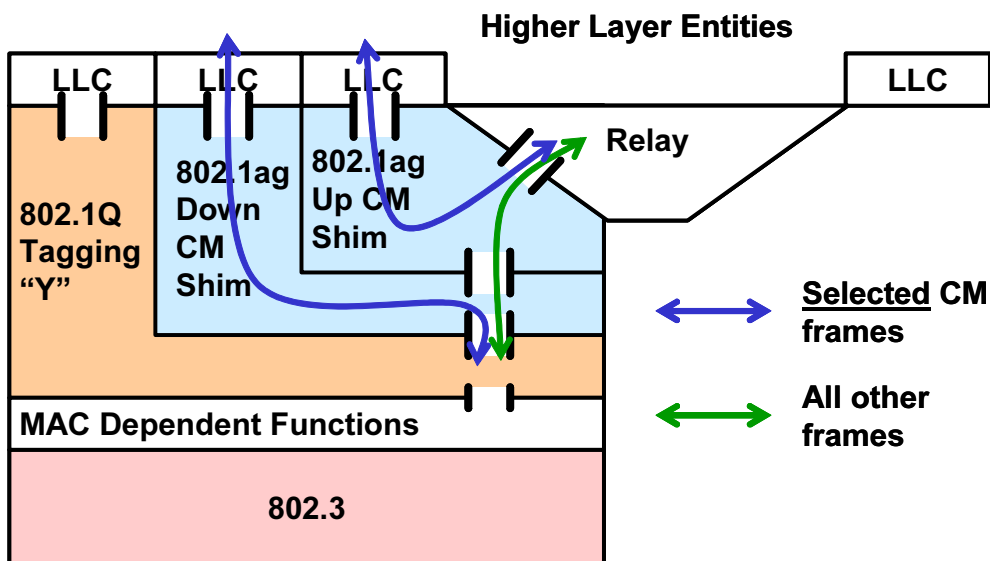 Higher Layer Entities
LLC
LLC
LLC
LLC
Relay
802.1Q
Tagging
“Y”
802.1ag
Down
CM
Shim
802.1ag
Up CM
Shim
Selected CM
frames
All other
frames
MAC Dependent Functions
802.3